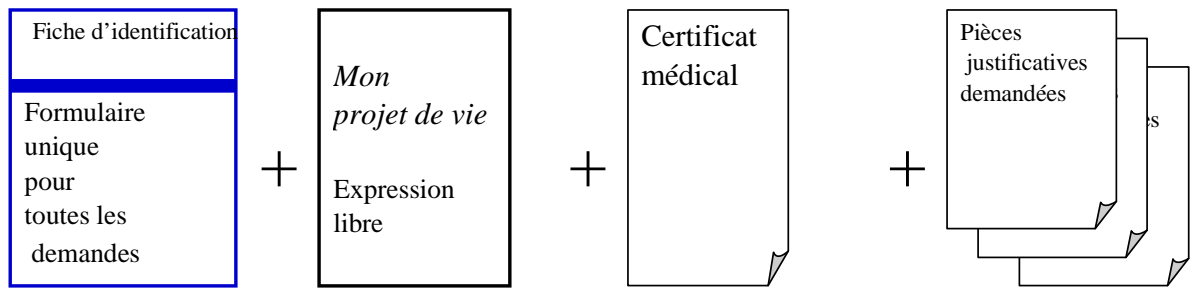 Fiche d’identification
Formulaire
unique
pour
toutes les
demandes
+
Mon
projet de vie
Expression
libre
+
Certificat
médical
+
Pièces
justificatives
demandées